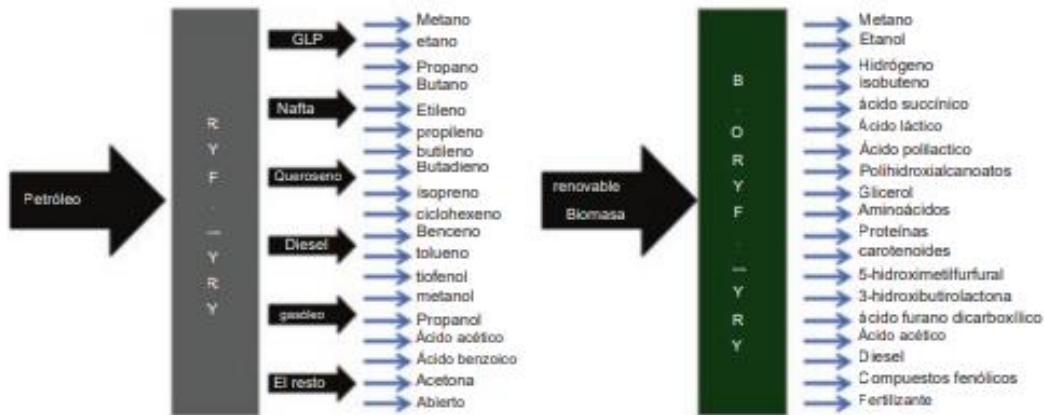 Petróleo
R
Y
F
.
—
Y
R
Y
GLP
Nafta
Queroseno
Diesel
gasóleo
El resto
Metano
etano
Propano
Butano
Etileno
propileno
butileno
Butadieno
isopreno
ciclohexeno
Benceno
tolueno
tiofenol
metanol
Propanol
Ácido acético
Ácido benzoico
Acetona
Abierto
renovable
Biomasa
B
.
O
R
Y
F
.
—
Y
R
Y
Metano
Etanol
Hidrógeno
isobuteno
ácido succínico
Ácido láctico
Ácido poliláctico
Polihidroxialcanoatos
Glicerol
Aminoácidos
Proteínas
carotenoides
5-hidroximetilfurfural
3-hidroxibutirolactona
ácido furano dicarboxílico
Ácido acético
Diesel
Compuestos fenólicos
Fertilizante